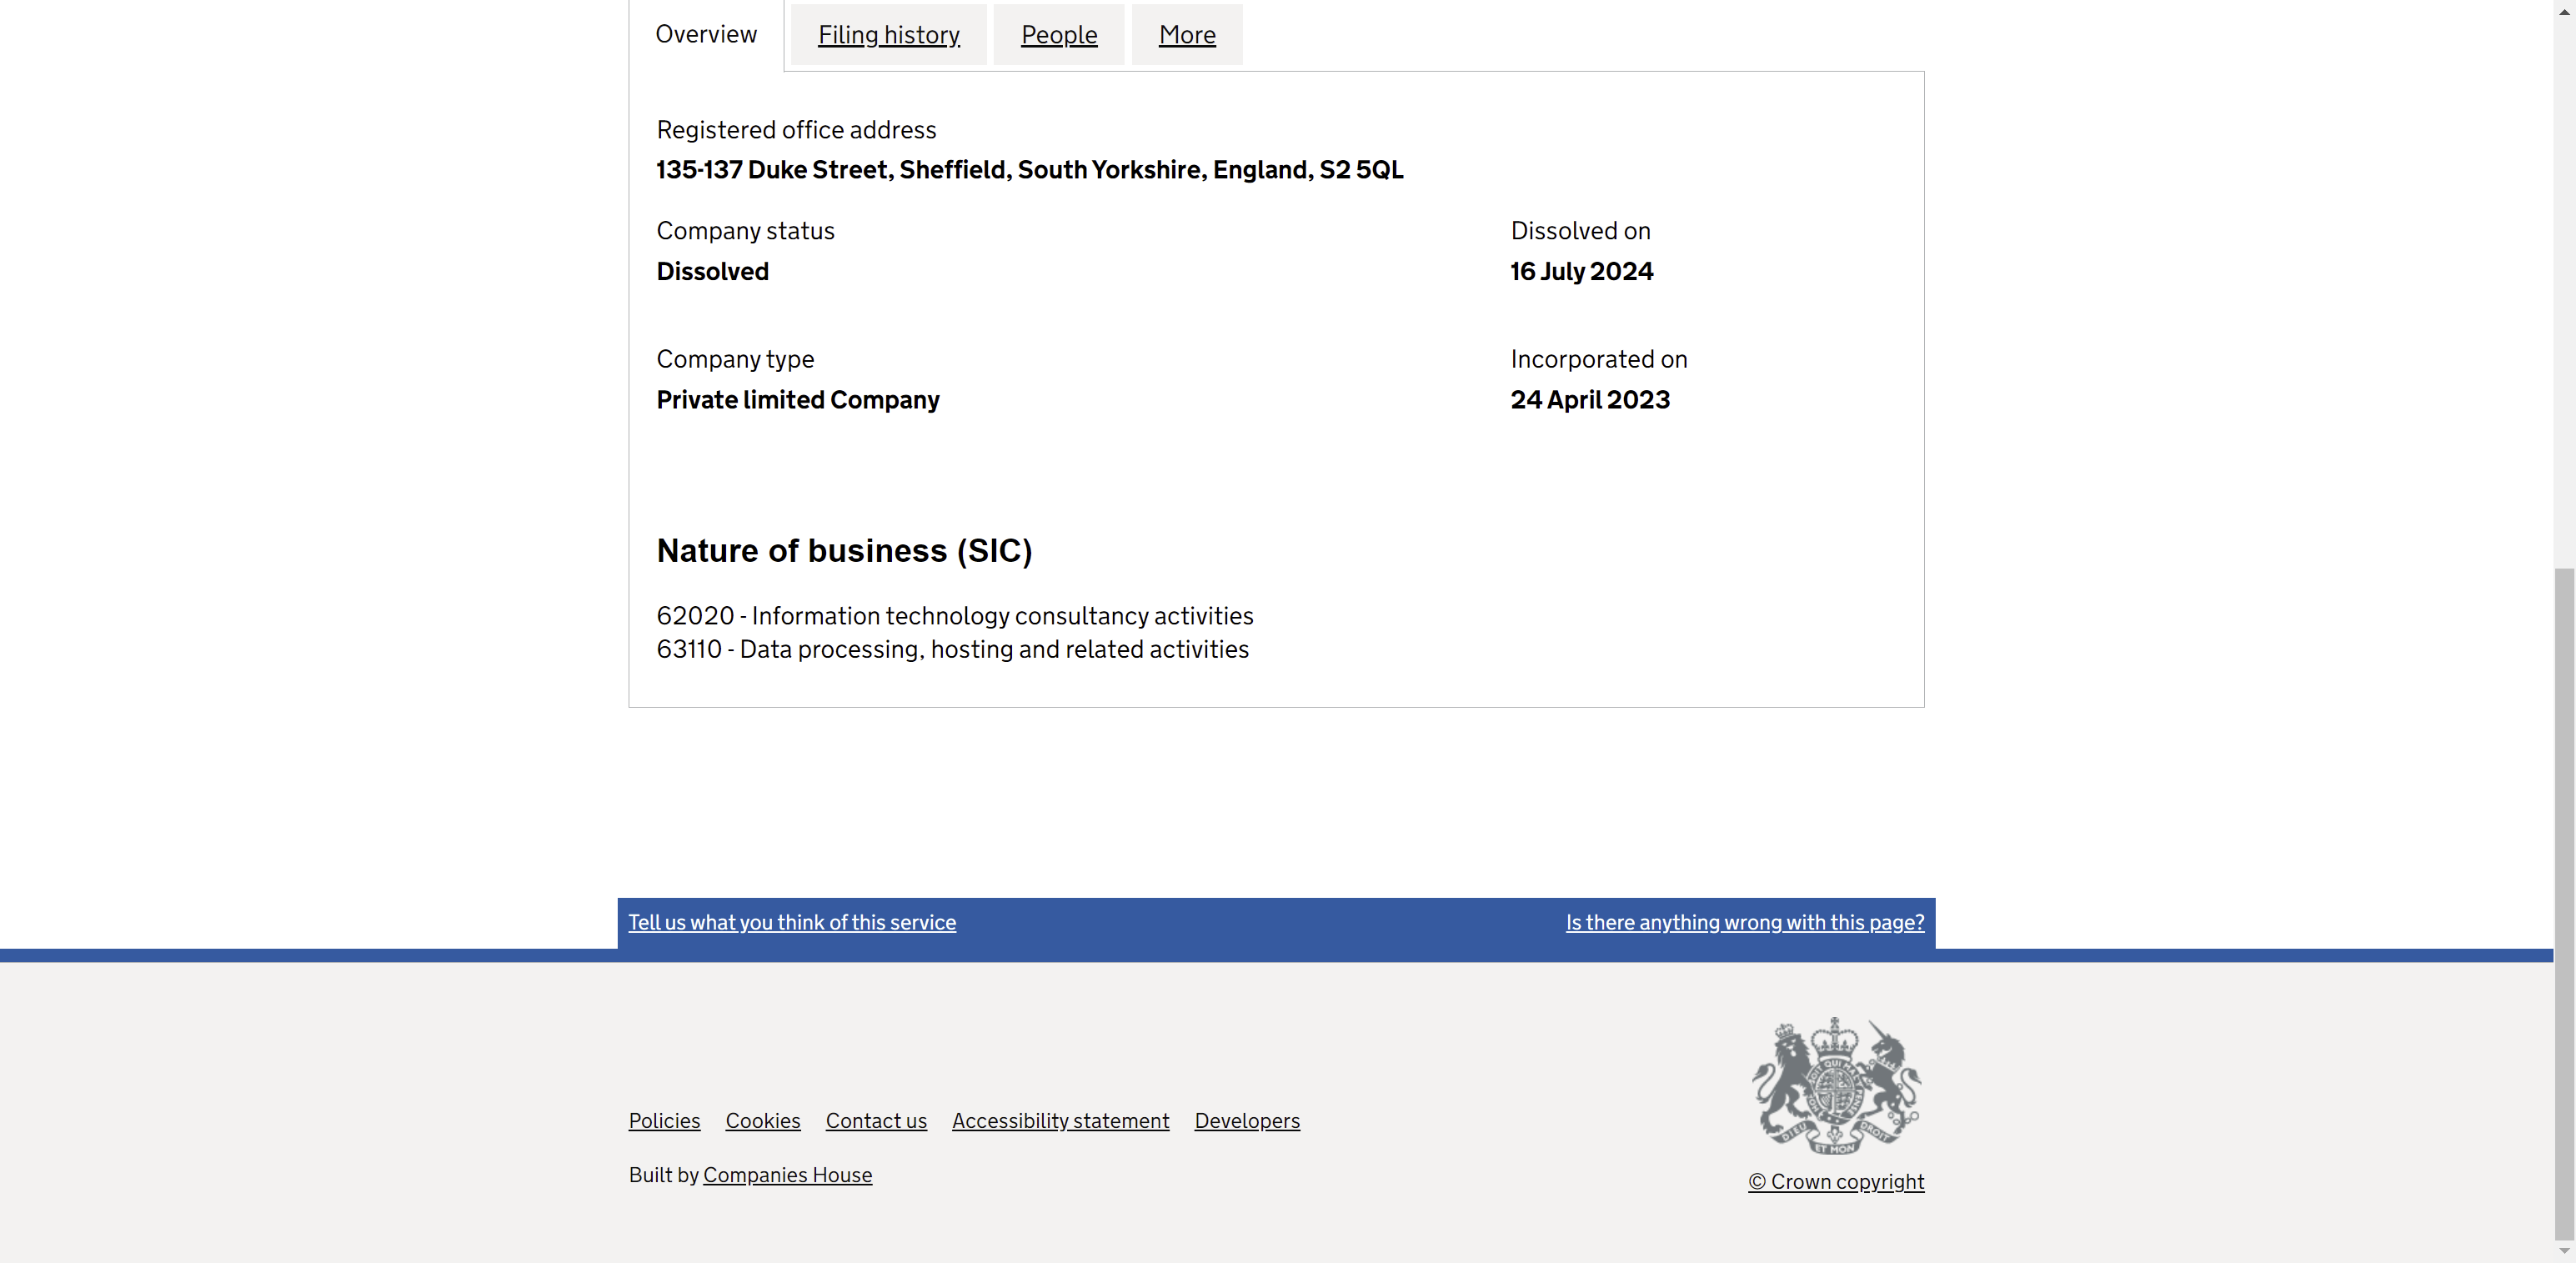 Overview Filing history People More
Registered office address
135-137 Duke Street, Sheffield, South Yorkshire, England, S2 5QL
Company status
Dissolved
Dissolved on
16 July 2024
Company type
Private limited Company
Incorporated on
24 April 2023
Nature of business (SIC)
62020 - Information technology consultancy activities
63110 - Data processing, hosting and related activities
Tell us what you think of this service
Is there anything wrong with this page?
Policies Cookies Contact us Accessibility statement Developers
Built by Companies House
DIEU ET MON DROIT
© Crown copyright